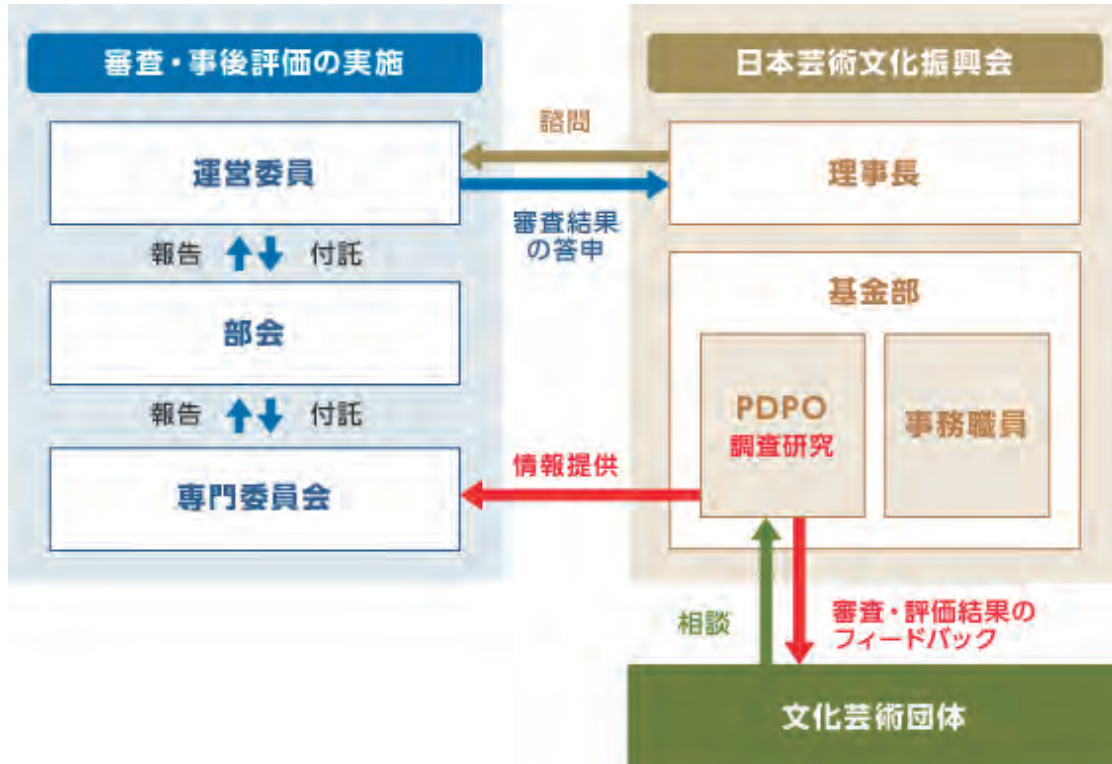 審査・事後評価の実施
日本芸術文化振興会
諮問
運営委員
理事長
審査結果
の答申
報告
付託
部会
基金部
報告
付託
PDPO
調査研究
事務職員
情報提供
専門委員会
相談
審査・評価結果の
フィードバック
文化芸術団体